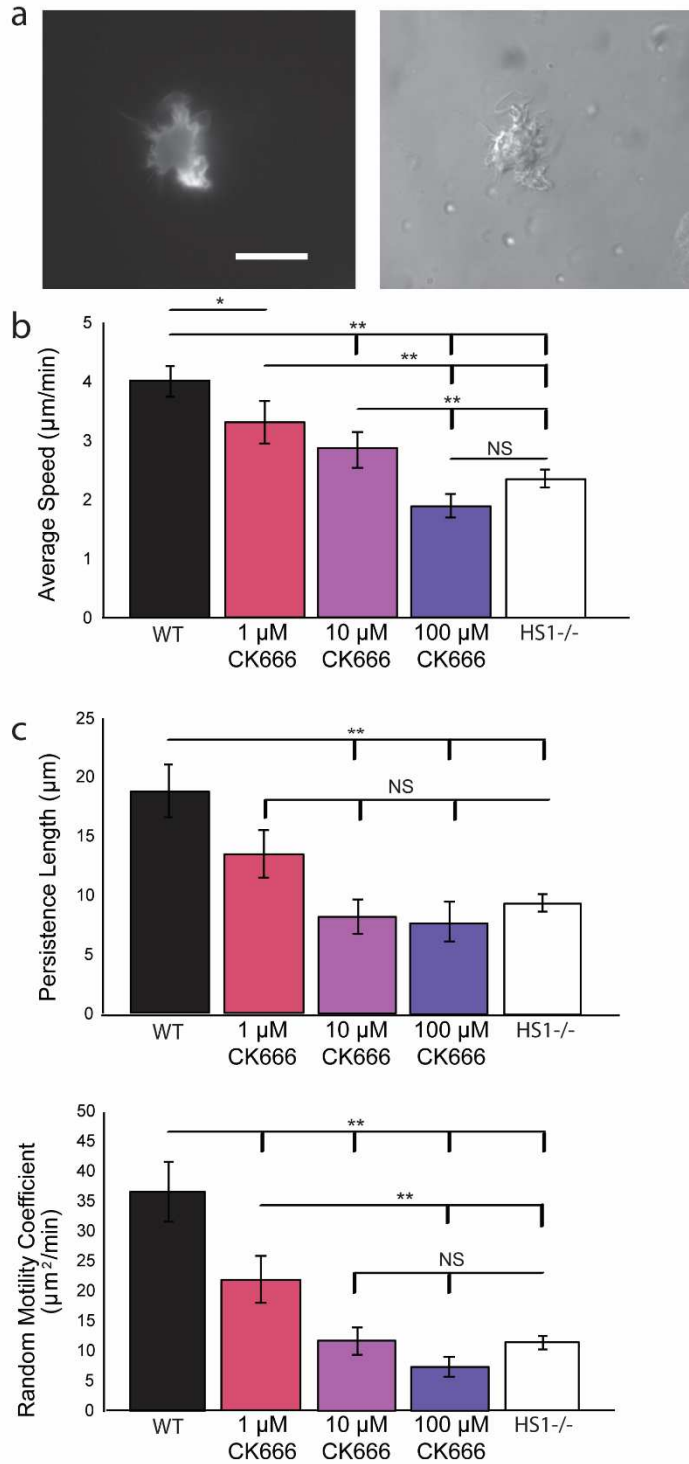 a
b
*
**
**
**
NS
Average Speed (µm/min)
5
4
3
2
1
0
WT
1 µM
CK666
10 µM
CK666
100 µM
CK666
HS1-/-
c
**
NS
Persistence Length (µm)
25
20
15
10
5
0
WT
1 µM
CK666
10 µM
CK666
100 µM
CK666
HS1-/-
**
**
NS
Random Motility Coefficient
(µm²/min)
50
45
40
35
30
25
20
15
10
5
0
WT
1 µM
CK666
10 µM
CK666
100 µM
CK666
HS1-/-